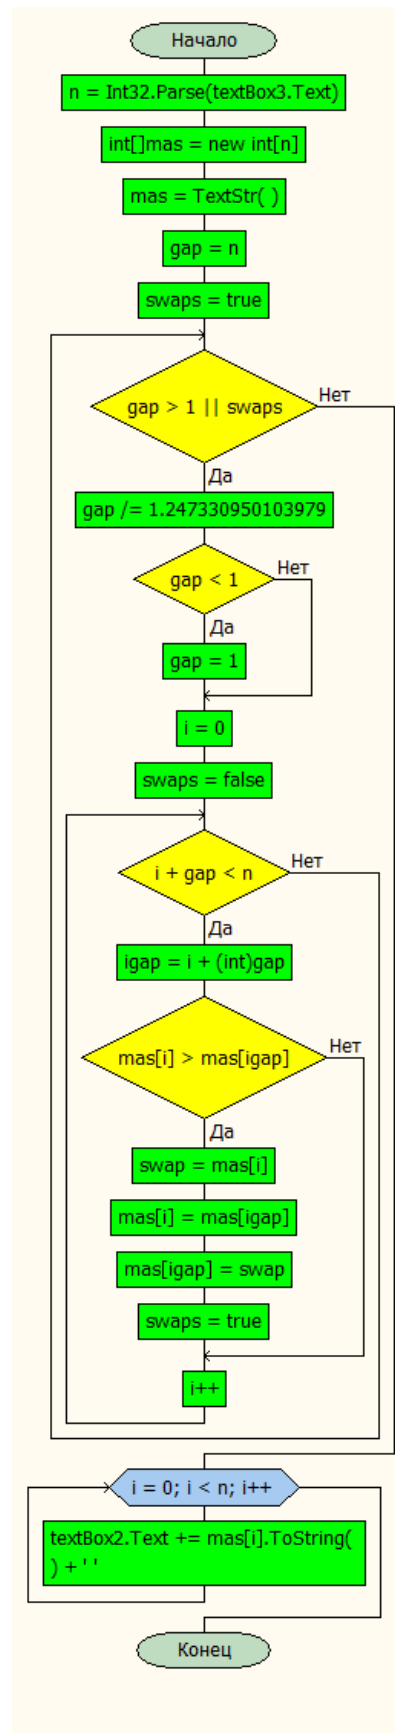 Начало
n = Int32.Parse(textBox3.Text)
int[]mas = new int[n]
mas = TextStr( )
gap = n
swaps = true
gap > 1 || swaps
Нет
Да
gap /= 1.247330950103979
gap < 1
Нет
Да
gap = 1
i = 0
swaps = false
i + gap < n
Нет
Да
igap = i + (int)gap
mas[i] > mas[igap]
Нет
Да
swap = mas[i]
mas[i] = mas[igap]
mas[igap] = swap
swaps = true
i++
i = 0; i < n; i++
textBox2.Text += mas[i].ToString(
) + ' '
Конец